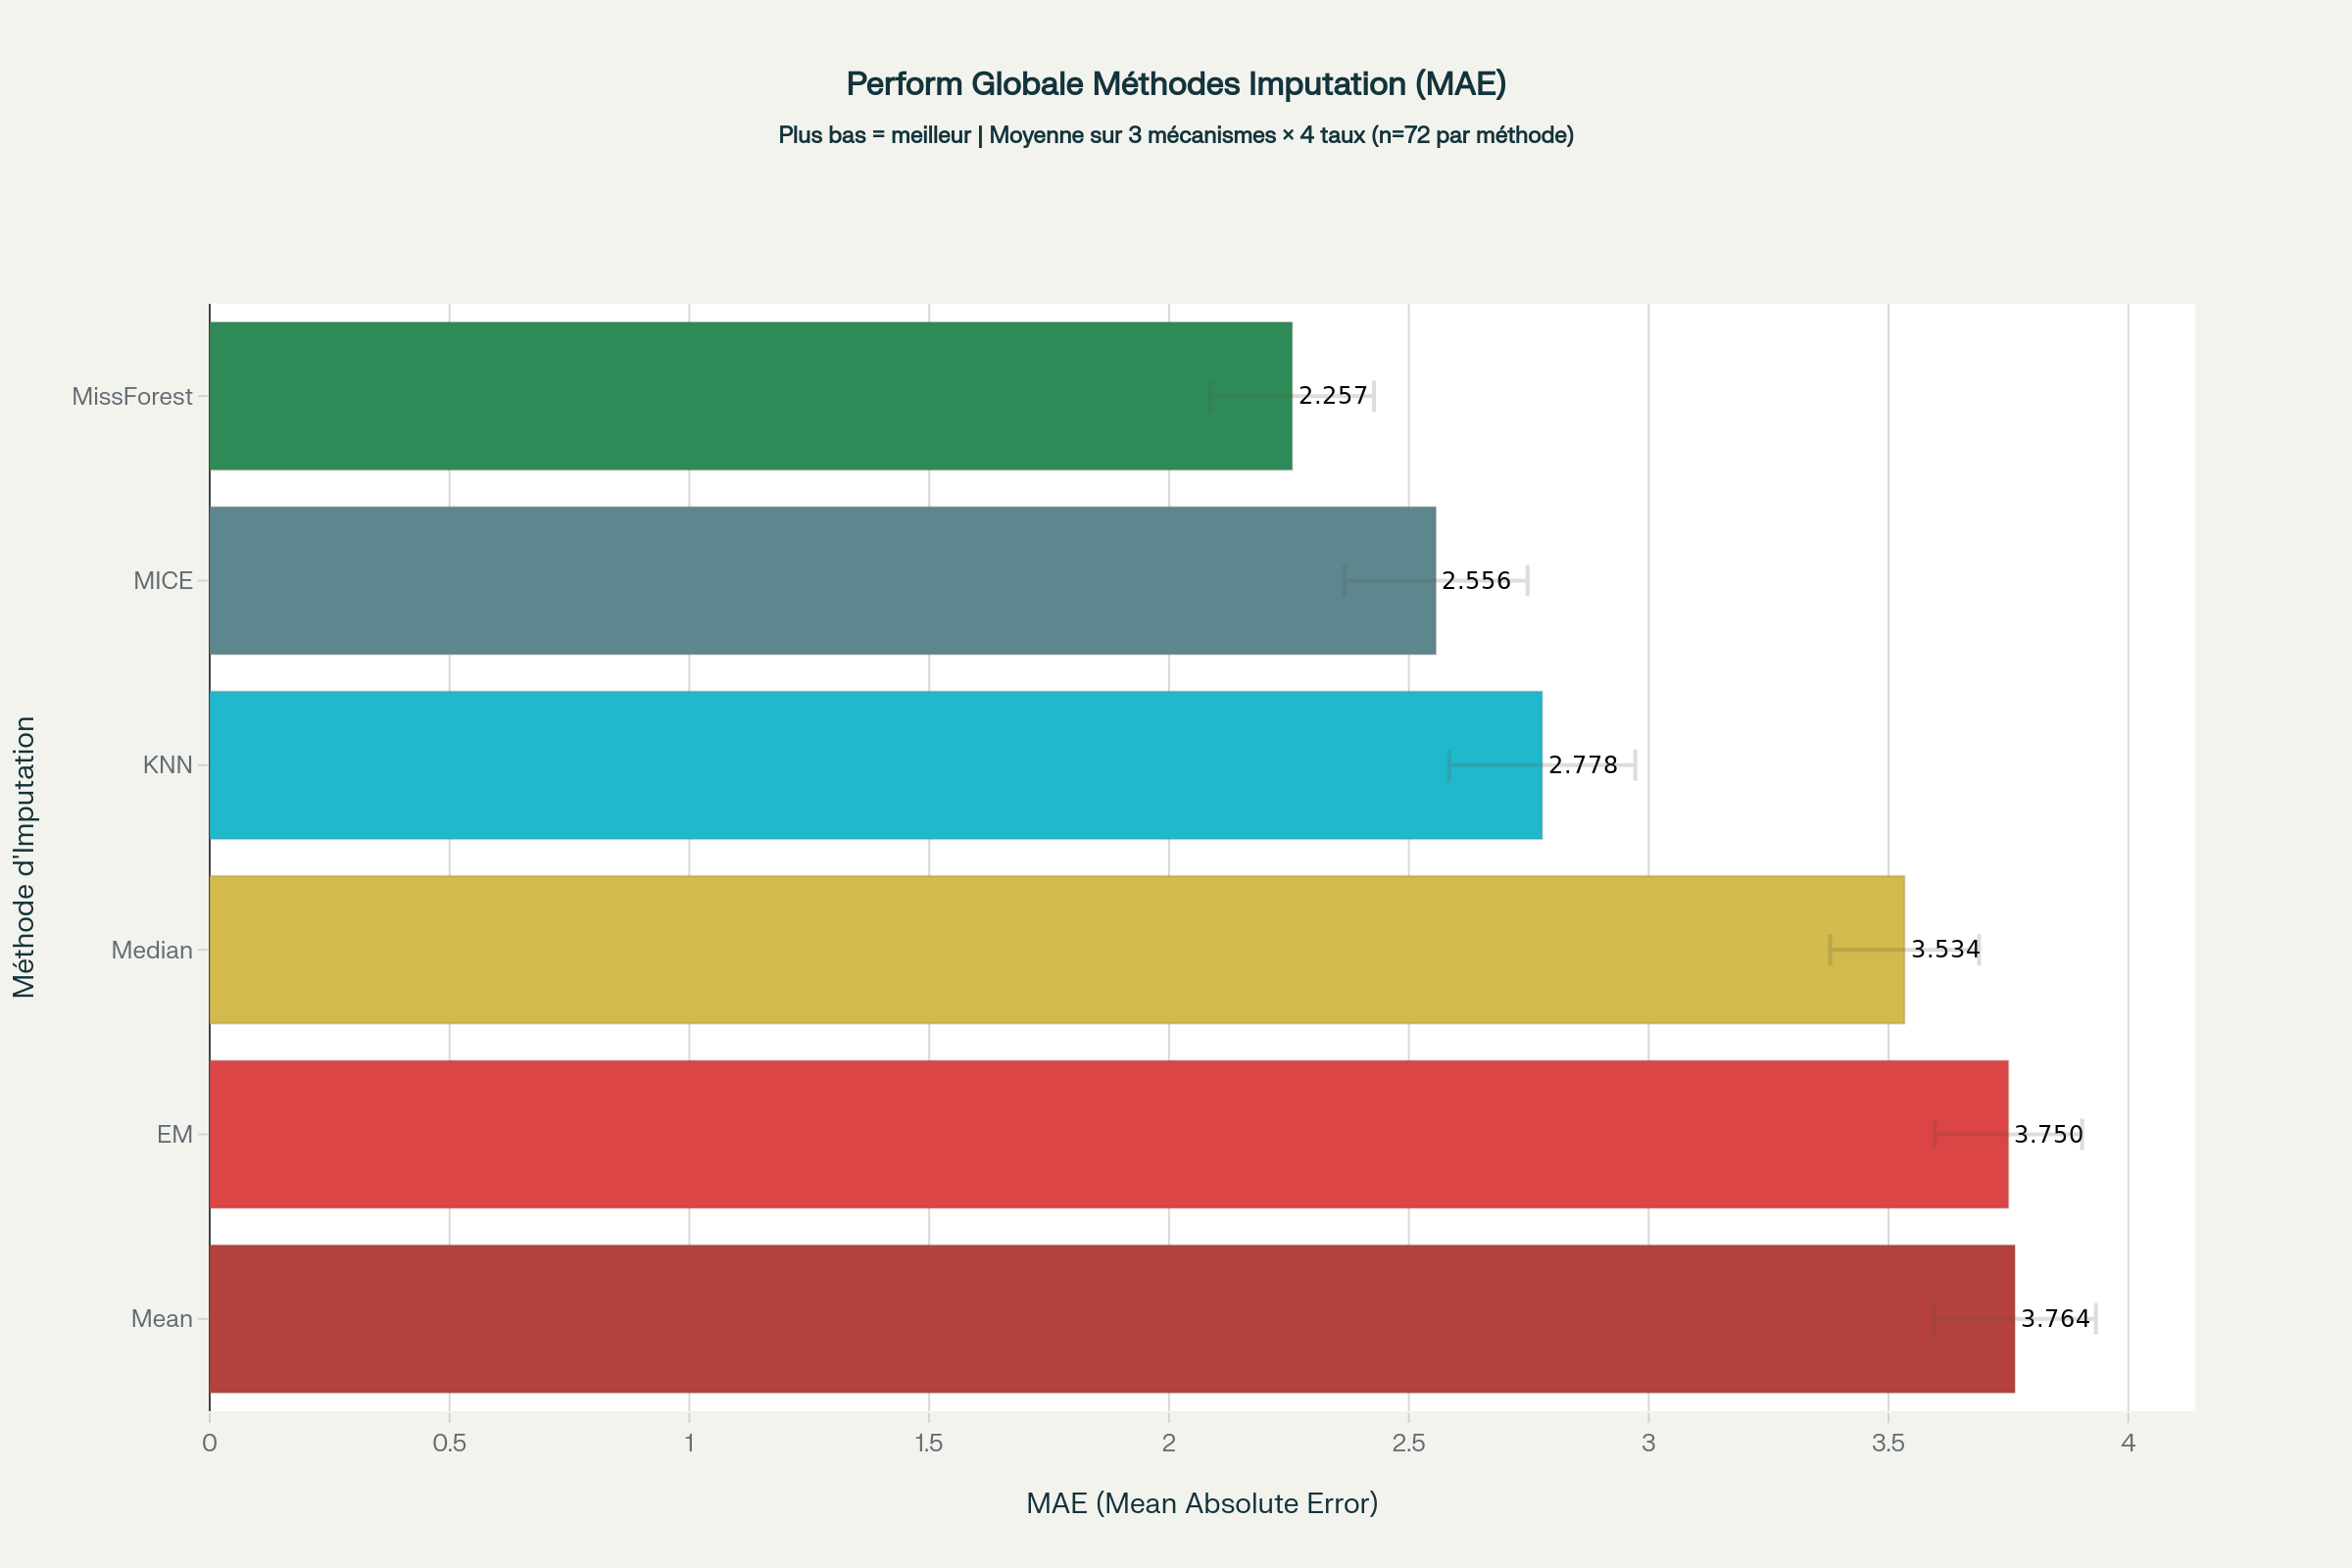 Perform Globale Méthodes Imputation (MAE)
Plus bas = meilleur | Moyenne sur 3 mécanismes × 4 taux (n=72 par méthode)
Méthode d'Imputation
MissForest 2.257
MICE 2.556
KNN 2.778
Median 3.534
EM 3.750
Mean 3.764
0 0.5 1 1.5 2 2.5 3 3.5 4
MAE (Mean Absolute Error)